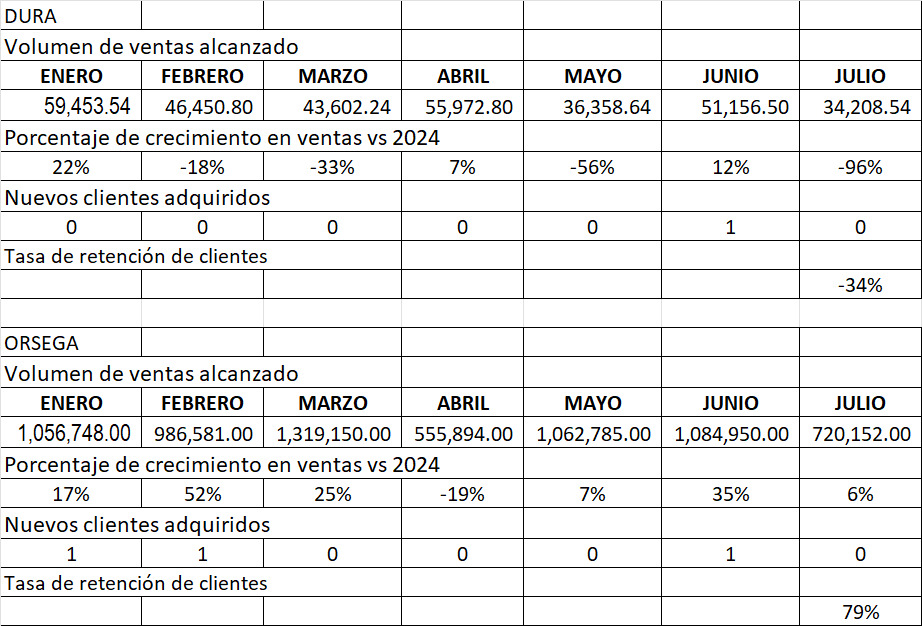 DURA
Volumen de ventas alcanzado
ENERO FEBRERO MARZO ABRIL MAYO JUNIO JULIO
59,453.54 46,450.80 43,602.24 55,972.80 36,358.64 51,156.50 34,208.54
Porcentaje de crecimiento en ventas vs 2024
22% -18% -33% 7% -56% 12% -96%
Nuevos clientes adquiridos
0 0 0 0 0 1 0
Tasa de retención de clientes
-34%
ORSEGA
Volumen de ventas alcanzado
ENERO FEBRERO MARZO ABRIL MAYO JUNIO JULIO
1,056,748.00 986,581.00 1,319,150.00 555,894.00 1,062,785.00 1,084,950.00 720,152.00
Porcentaje de crecimiento en ventas vs 2024
17% 52% 25% -19% 7% 35% 6%
Nuevos clientes adquiridos
1 1 0 0 0 1 0
Tasa de retención de clientes
79%